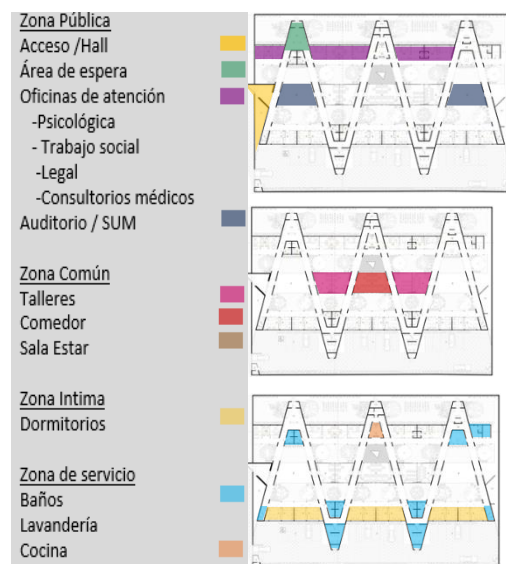 Zona Pública
Acceso /Hall
Área de espera
Oficinas de atención
-Psicológica
- Trabajo social
-Legal
-Consultorios médicos
Auditorio / SUM
Zona Común
Talleres
Comedor
Sala Estar
Zona Intima
Dormitorios
Zona de servicio
Baños
Lavandería
Cocina